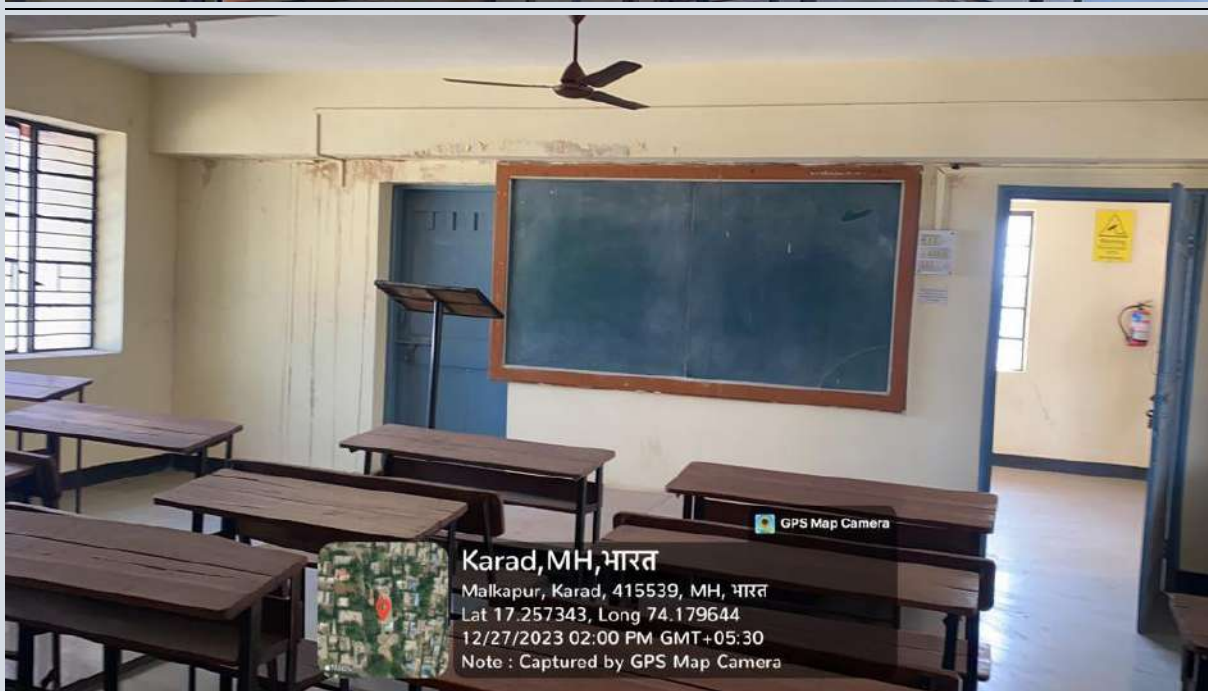 GPS Map Camera
Karad,MH,भारत
Malkapur, Karad, 415539, MH, भारत
Lat 17.257343, Long 74.179644
12/27/2023 02:00 PM GMT+05:30
Note : Captured by GPS Map Camera